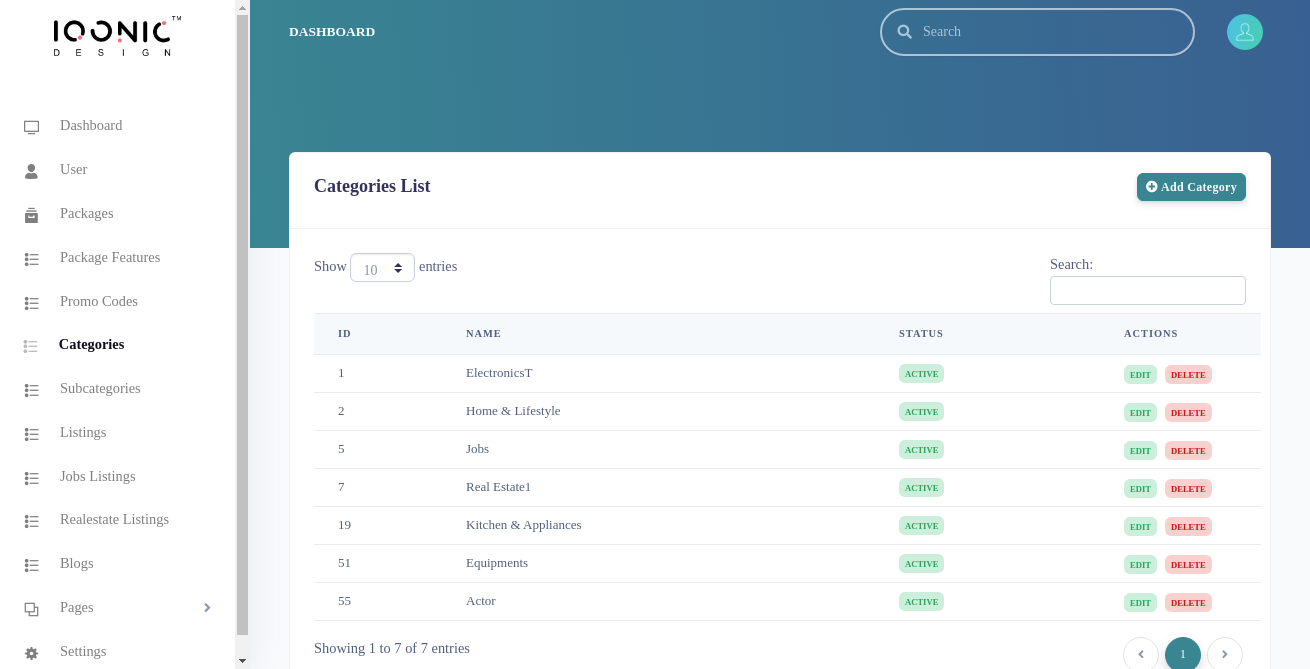 IQONIC™
DESIGN
Dashboard
User
Packages
Package Features
Promo Codes
Categories
Subcategories
Listings
Jobs Listings
Realestate Listings
Blogs
Pages
Settings
DASHBOARD
Search
Categories List
Add Category
Show 10 entries
Search:
ID NAME STATUS ACTIONS
1 ElectronicsT ACTIVE EDIT DELETE
2 Home & Lifestyle ACTIVE EDIT DELETE
5 Jobs ACTIVE EDIT DELETE
7 Real Estate1 ACTIVE EDIT DELETE
19 Kitchen & Appliances ACTIVE EDIT DELETE
51 Equipments ACTIVE EDIT DELETE
55 Actor ACTIVE EDIT DELETE
Showing 1 to 7 of 7 entries
1